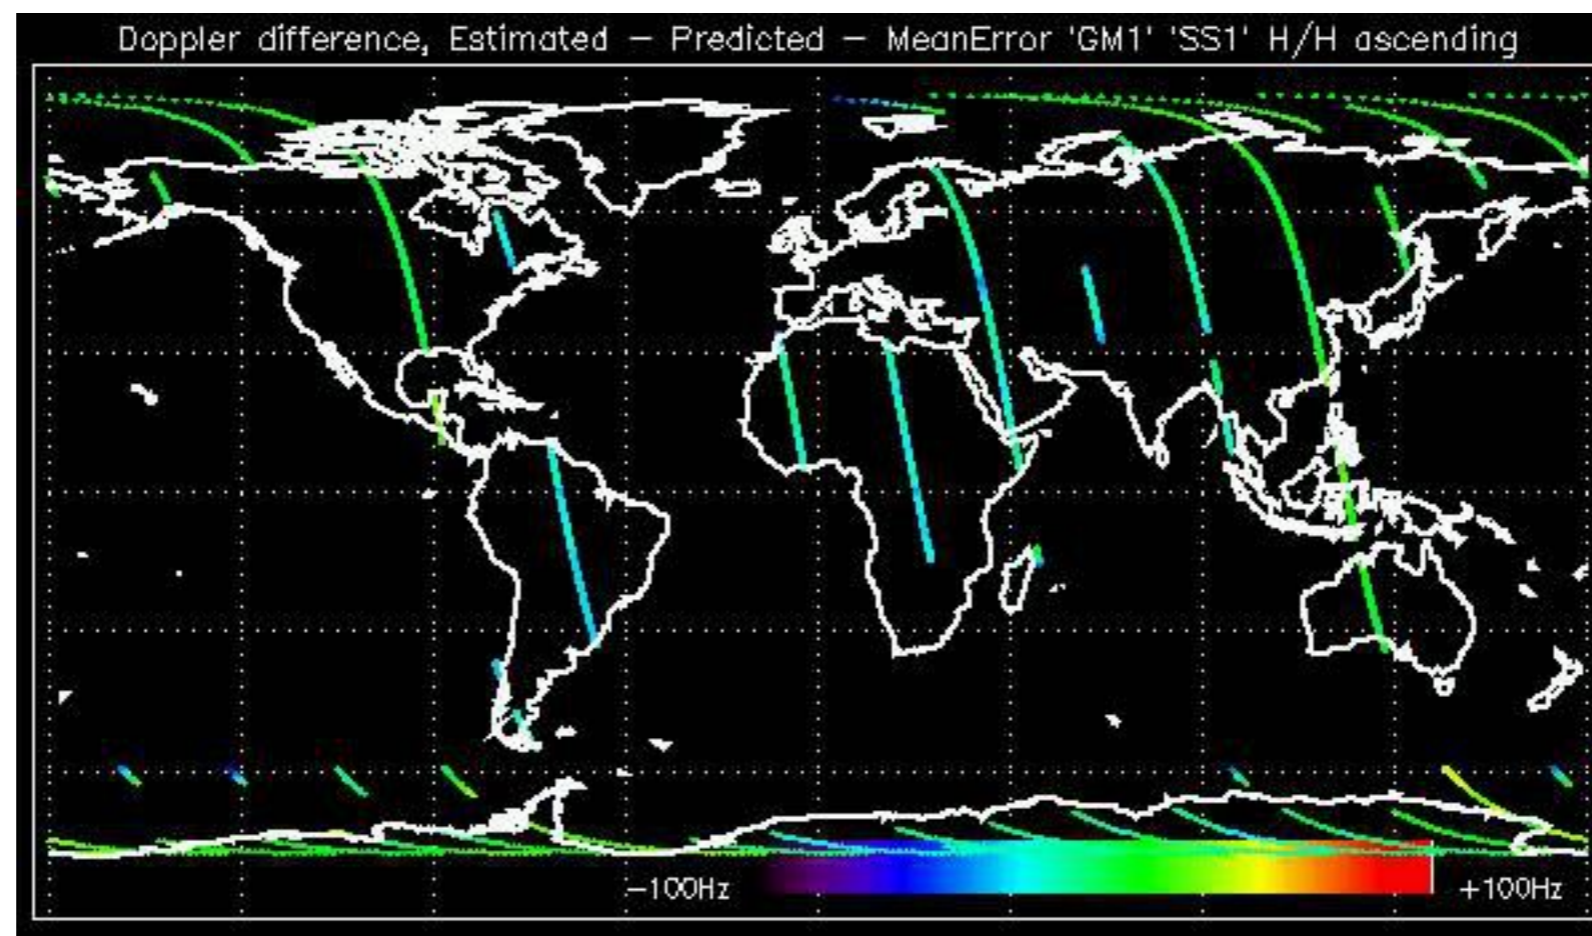 Doppler difference, Estimated − Predicted − MeanError 'GM1' 'SS1' H/H ascending
−100Hz
+100Hz